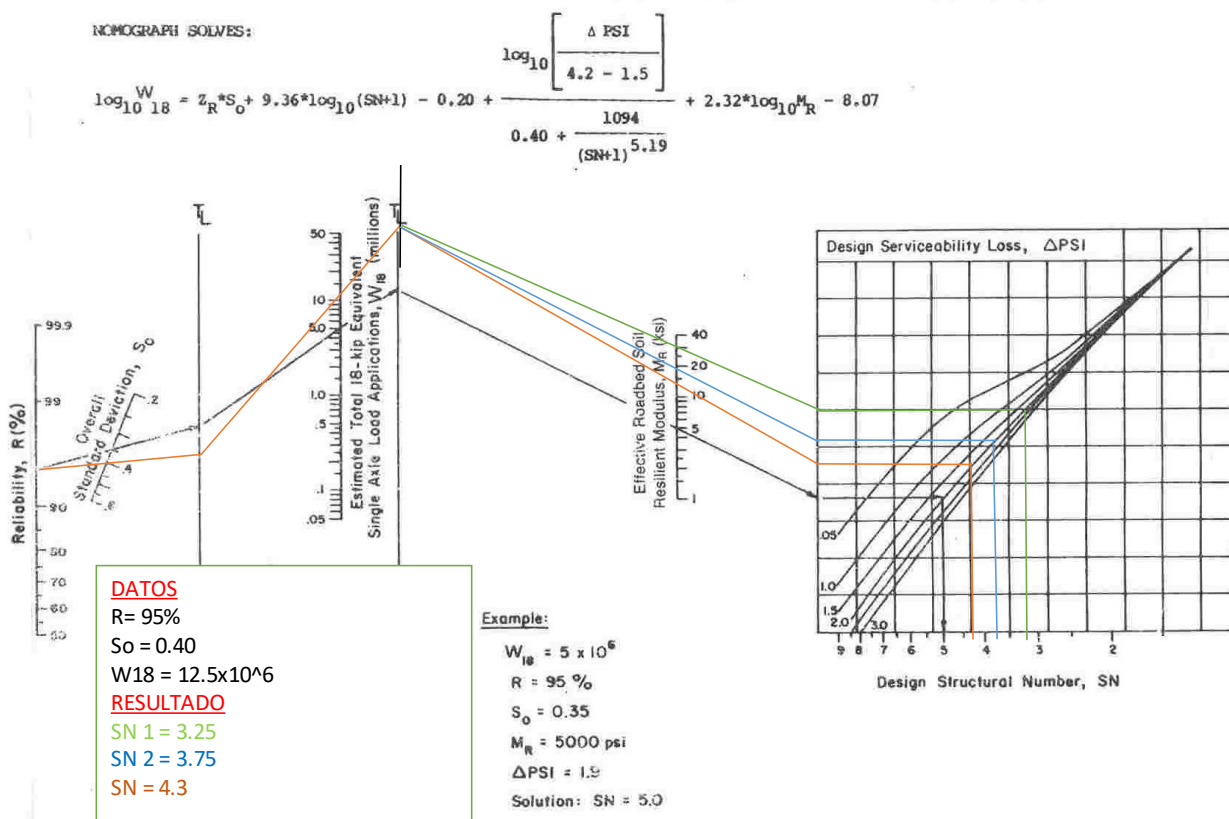 NOMOGRAPH SOLVES:
log10 W18 = ZR*So + 9.36*log10(SN+1) - 0.20 + log10[Δ PSI / 4.2 - 1.5] / 0.40 + 1094 / (SN+1)^5.19 + 2.32*log10MR - 8.07
TL
TL
Reliability, R (%)
99.9
99
90
80
70
60
50
Overall
Standard Deviation, So
.2
.4
.6
Estimated Total 18-kip Equivalent
Single Axle Load Applications, W18 (millions)
50
10
5.0
1.0
.5
.1
.05
Effective Roadbed Soil
Resilient Modulus, MR (ksi)
40
20
10
5
1
Design Serviceability Loss, ΔPSI
.05
1.0
1.5
2.0
3.0
9 8 7 6 5 4 3 2
Design Structural Number, SN
DATOS
R= 95%
So = 0.40
W18 = 12.5x10^6
RESULTADO
SN 1 = 3.25
SN 2 = 3.75
SN = 4.3
Example:
W18 = 5 x 10^6
R = 95 %
So = 0.35
MR = 5000 psi
ΔPSI = 1.9
Solution: SN = 5.0